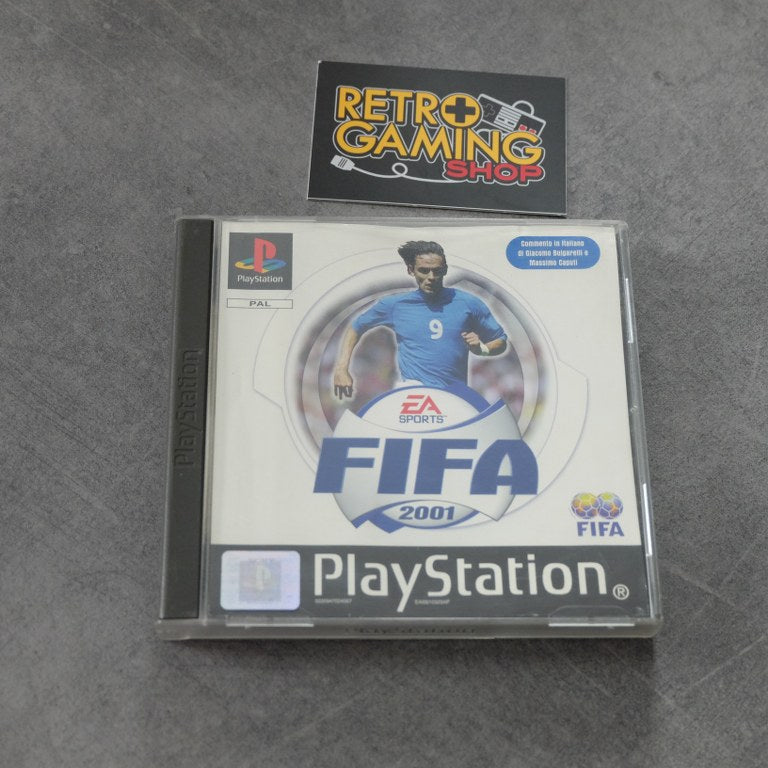 RETRO
GAMING
SHOP
PlayStation
PAL
Commento in Italiano
di Giacomo Bulgarelli e
Massimo Caputi
9
EA
SPORTS™
FIFA
2001
FIFA
PlayStation®
PlayStation